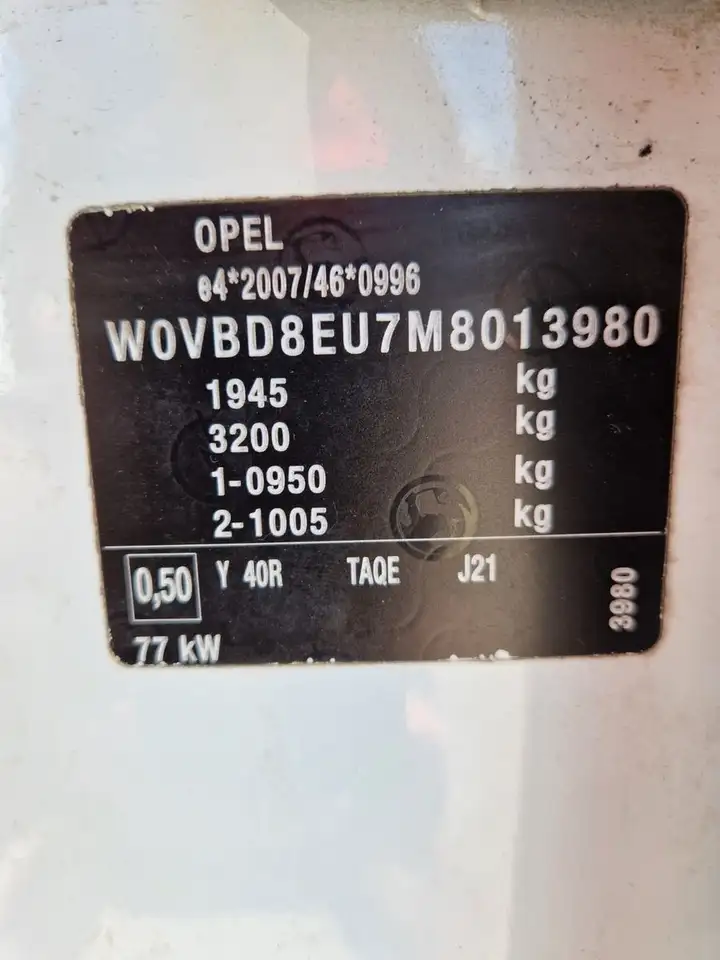 OPEL
e4*2007/46*0996
W0VBD8EU7M8013980
1945 kg
3200 kg
1-0950 kg
2-1005 kg
0,50 Y 40R TAQE J21
3980
77 kW